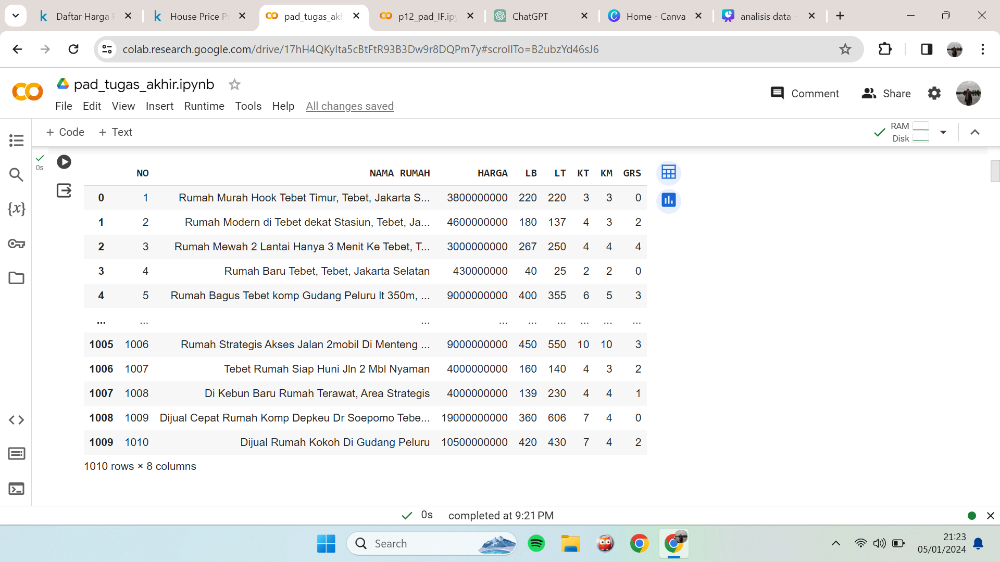 Daftar Harga
House Price
pad_tugas_akh
p12_pad_IF.ip
ChatGPT
Home - Canva
analisis data -
colab.research.google.com/drive/17hH4QKyIta5cBtFtR93B3Dw9r8DQPm7y#scrollTo=B2ubzYd46sJ6
pad_tugas_akhir.ipynb
Comment
Share
File Edit View Insert Runtime Tools Help All changes saved
+ Code + Text
RAM
Disk
0s
NO NAMA RUMAH HARGA LB LT KT KM GRS
0 1 Rumah Murah Hook Tebet Timur, Tebet, Jakarta S... 3800000000 220 220 3 3 0
1 2 Rumah Modern di Tebet dekat Stasiun, Tebet, Ja... 4600000000 180 137 4 3 2
2 3 Rumah Mewah 2 Lantai Hanya 3 Menit Ke Tebet, T... 3000000000 267 250 4 4 4
3 4 Rumah Baru Tebet, Tebet, Jakarta Selatan 430000000 40 25 2 2 0
4 5 Rumah Bagus Tebet komp Gudang Peluru lt 350m, ... 9000000000 400 355 6 5 3
... ... ... ... ... ... ... ... ...
1005 1006 Rumah Strategis Akses Jalan 2mobil Di Menteng ... 9000000000 450 550 10 10 3
1006 1007 Tebet Rumah Siap Huni Jln 2 Mbl Nyaman 4000000000 160 140 4 3 2
1007 1008 Di Kebun Baru Rumah Terawat, Area Strategis 4000000000 139 230 4 4 1
1008 1009 Dijual Cepat Rumah Komp Depkeu Dr Soepomo Tebe... 19000000000 360 606 7 4 0
1009 1010 Dijual Rumah Kokoh Di Gudang Peluru 10500000000 420 430 7 4 2
1010 rows × 8 columns
0s completed at 9:21 PM
Search
21:23
05/01/2024